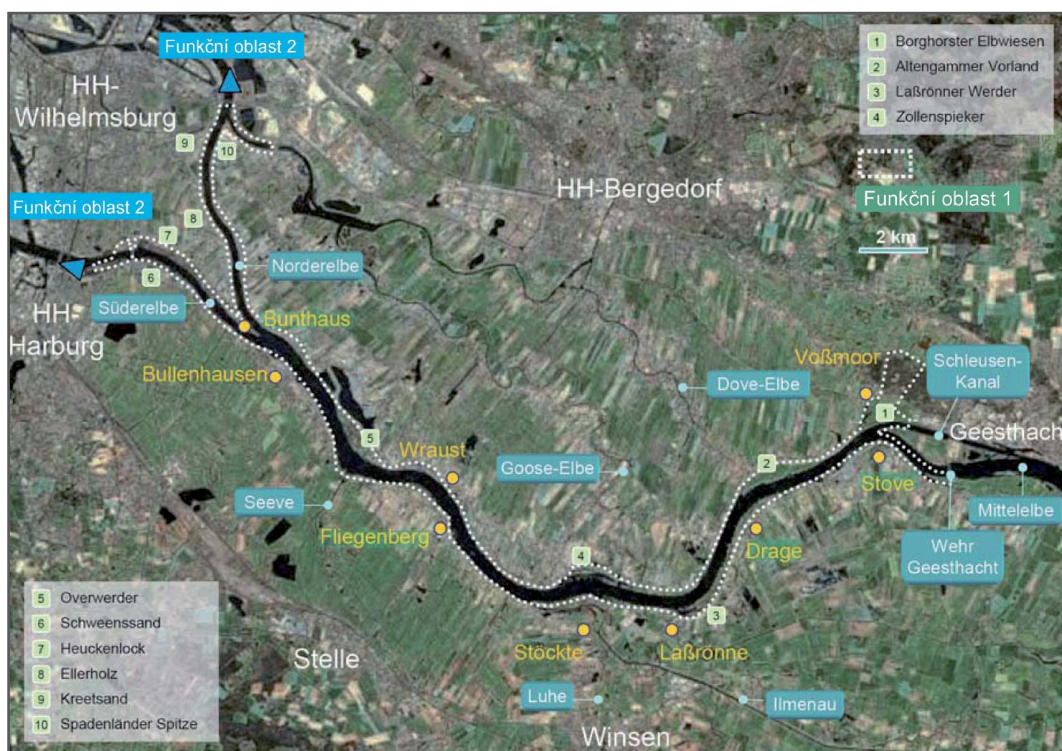 Funkční oblast 2
HH-
Wilhelmsburg
9
10
1 Borghorster Elbwiesen
2 Altengammer Vorland
3 Laßrönner Werder
4 Zollenspieker
Funkční oblast 1
2 km
HH-Bergedorf
Funkční oblast 2
8
7
6
Norderelbe
Süderelbe
HH-
Harburg
Bunthaus
Bullenhausen
Voßmoor
Schleusen-
Kanal
Dove-Elbe
1
Geesthacht
5
Wraust
2
Goose-Elbe
Stove
Mittelelbe
Seeve
Fliegenberg
Drage
Wehr
Geesthacht
4
3
5 Overwerder
6 Schweenssand
7 Heuckenlock
8 Ellerholz
9 Kreetsand
10 Spadenländer Spitze
Stöckte
Laßrönne
Stelle
Luhe
Ilmenau
Winsen